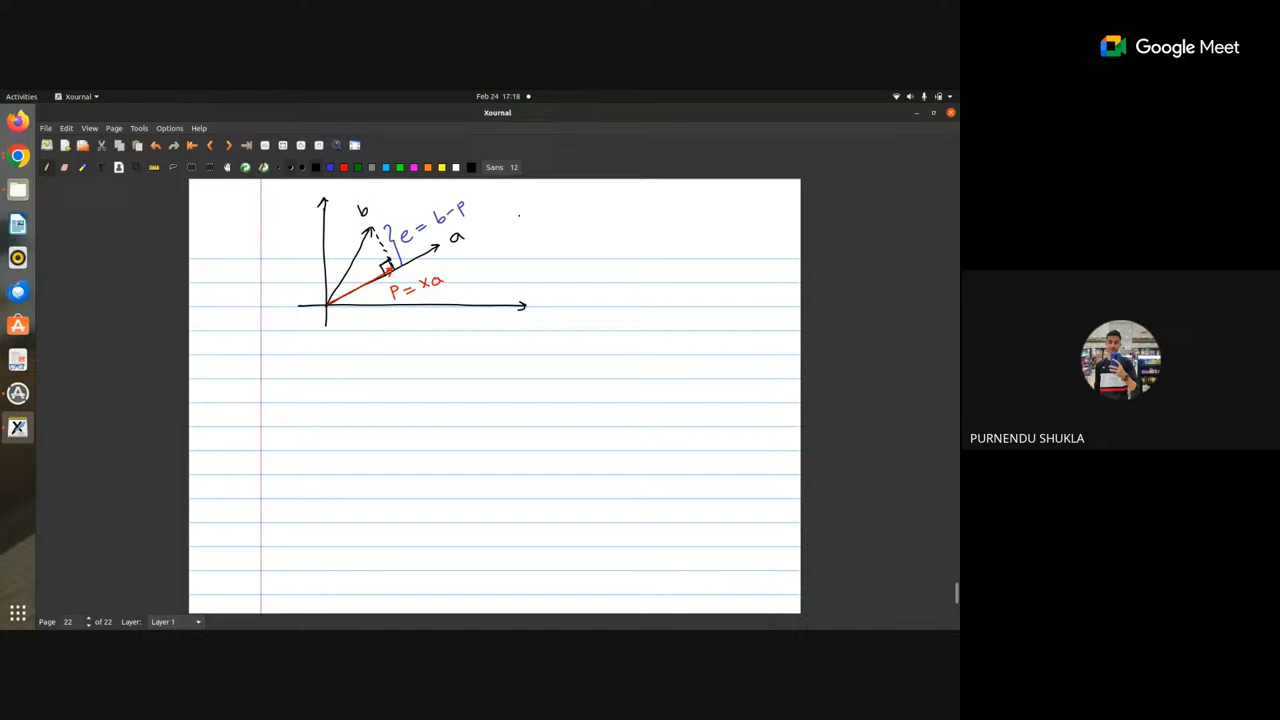 Google Meet
Activities
Xournal
Feb 24 17:18
Xournal
File Edit View Page Tools Options Help
Sans 12
b
e = b-p
a
P = xa
PURNENDU SHUKLA
Page 22 of 22 Layer: Layer 1